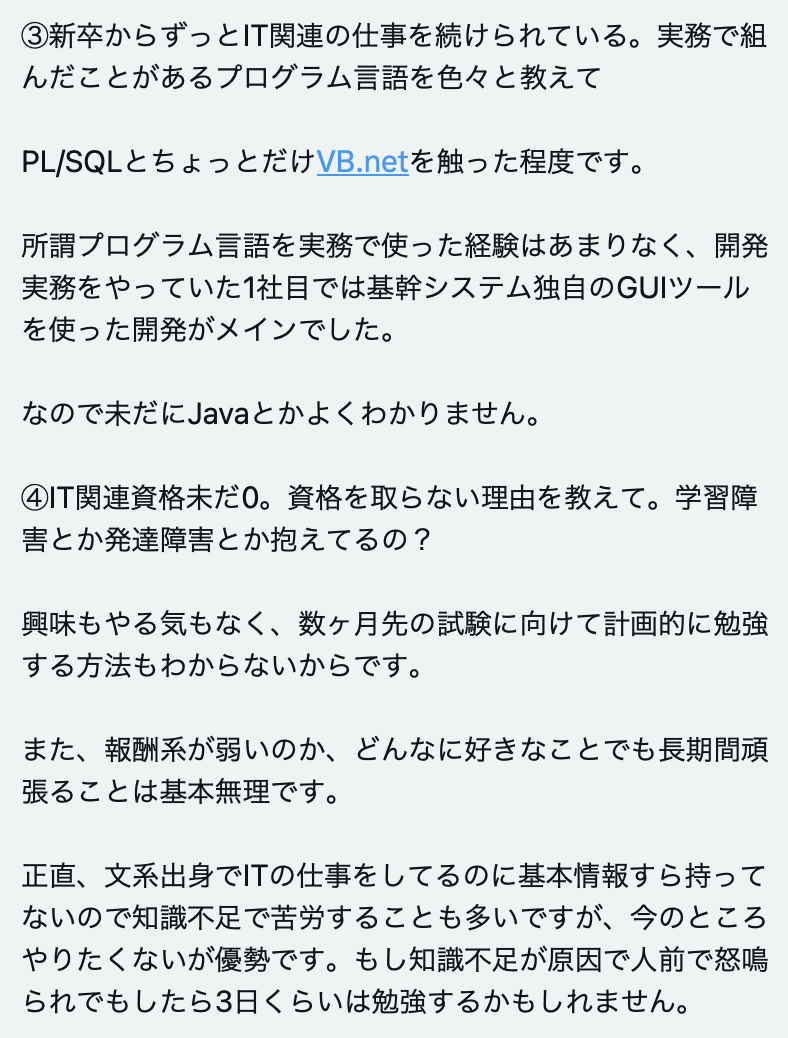 ③新卒からずっとIT関連の仕事を続けられている。実務で組
んだことがあるプログラム言語を色々と教えて
PL/SQLとちょっとだけVB.netを触った程度です。
所謂プログラム言語を実務で使った経験はあまりなく、開発
実務をやっていた1社目では基幹システム独自のGUIツール
を使った開発がメインでした。
なので未だにJavaとかよくわかりません。
④IT関連資格未だ0。資格を取らない理由を教えて。学習障
害とか発達障害とか抱えてるの？
興味もやる気もなく、数ヶ月先の試験に向けて計画的に勉強
する方法もわからないからです。
また、報酬系が弱いのか、どんなに好きなことでも長期間頑
張ることは基本無理です。
正直、文系出身でITの仕事をしてるのに基本情報すら持って
ないので知識不足で苦労することも多いですが、今のところ
やりたくないが優勢です。もし知識不足が原因で人前で怒鳴
られでもしたら3日くらいは勉強するかもしれません。